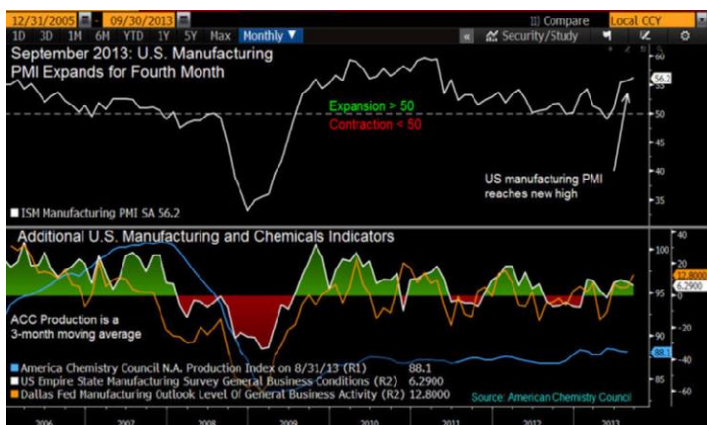 12/31/2005 - 09/30/2013 Compare Local CCY
1D 3D 1M 6M YTD 1Y 5Y Max Monthly ▼ « Security/Study
September 2013: U.S. Manufacturing
PMI Expands for Fourth Month
60
56.2
55
Expansion > 50
50
Contraction < 50
45
40
US manufacturing PMI
reaches new high
35
ISM Manufacturing PMI SA 56.2
Additional U.S. Manufacturing and Chemicals Indicators
40
100
20
12.8000
6.2900
95
0
ACC Production is a
3-month moving average
90
-20
88.1
-40
America Chemistry Council N.A. Production Index on 8/31/13 (R1) 88.1
US Empire State Manufacturing Survey General Business Conditions (R2) 6.2900
85
Dallas Fed Manufacturing Outlook Level Of General Business Activity (R2) 12.8000
-60
Source: American Chemistry Council
2006 2007 2008 2009 2010 2011 2012 2013